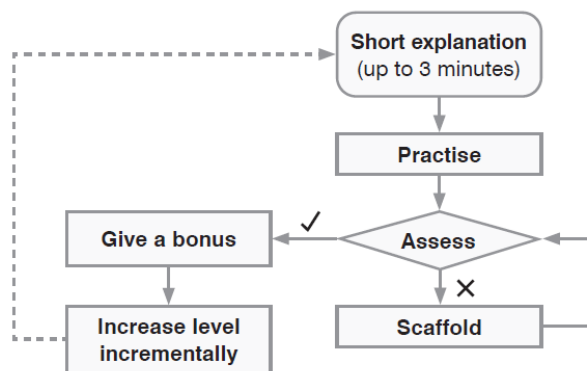 Short explanation
(up to 3 minutes)
Practise
Assess
Give a bonus
Scaffold
Increase level
incrementally